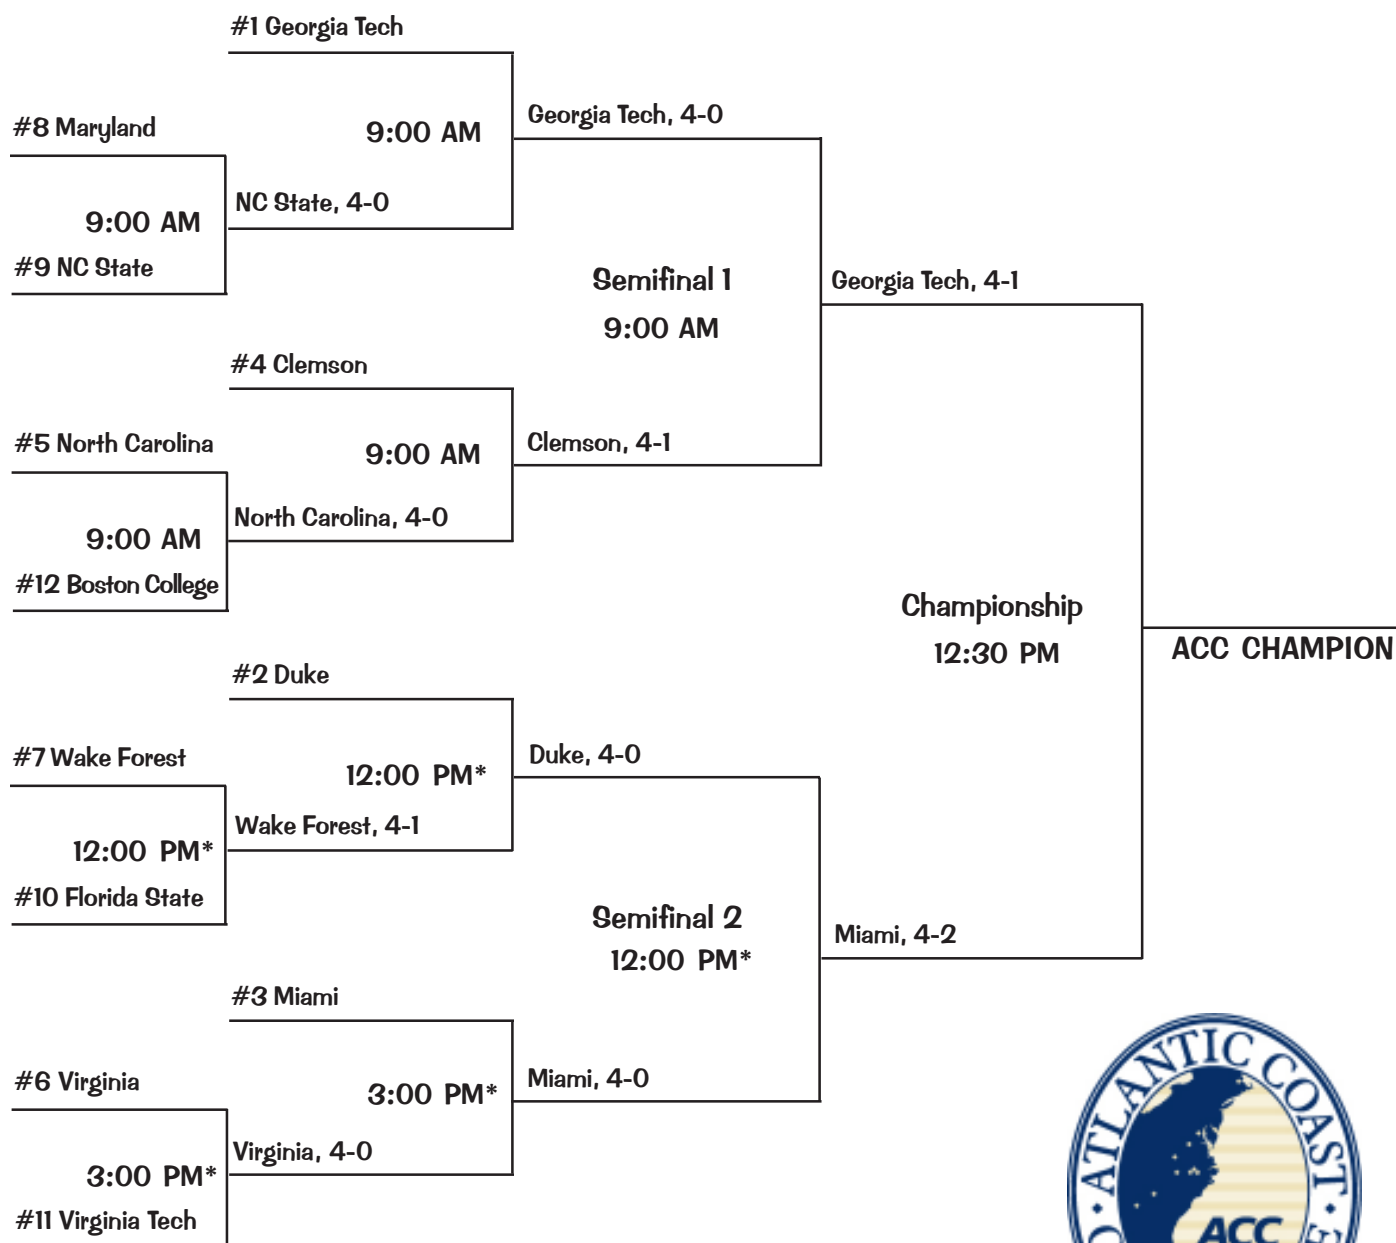 #1 Georgia Tech
#8 Maryland
9:00 AM
Georgia Tech, 4-0
9:00 AM
NC State, 4-0
#9 NC State
Semifinal 1
9:00 AM
Georgia Tech, 4-1
#4 Clemson
#5 North Carolina
9:00 AM
Clemson, 4-1
9:00 AM
North Carolina, 4-0
#12 Boston College
Championship
12:30 PM
ACC CHAMPION
#2 Duke
#7 Wake Forest
12:00 PM*
Duke, 4-0
12:00 PM*
Wake Forest, 4-1
#10 Florida State
Semifinal 2
12:00 PM*
Miami, 4-2
#3 Miami
#6 Virginia
3:00 PM*
Miami, 4-0
3:00 PM*
Virginia, 4-0
#11 Virginia Tech
ATLANTIC COAST
ACC